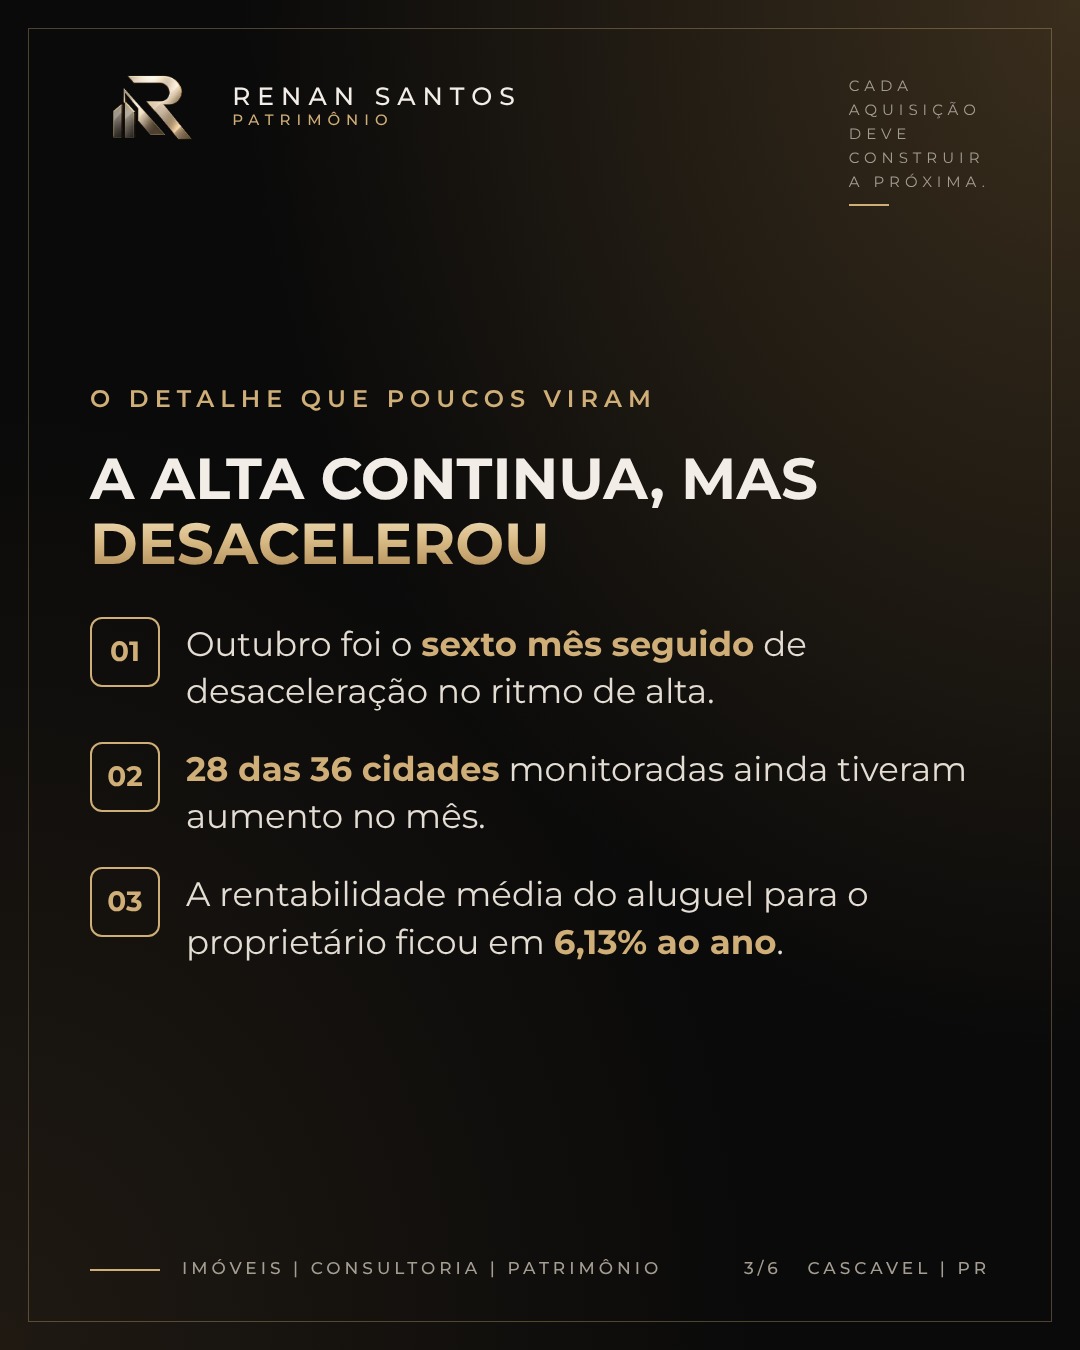 RENAN SANTOS
PATRIMÔNIO
CADA
AQUISIÇÃO
DEVE
CONSTRUIR
A PRÓXIMA.
O DETALHE QUE POUCOS VIRAM
A ALTA CONTINUA, MAS
DESACELEROU
01
Outubro foi o sexto mês seguido de
desaceleração no ritmo de alta.
02
28 das 36 cidades monitoradas ainda tiveram
aumento no mês.
03
A rentabilidade média do aluguel para o
proprietário ficou em 6,13% ao ano.
IMÓVEIS | CONSULTORIA | PATRIMÔNIO
3/6 CASCAVEL | PR